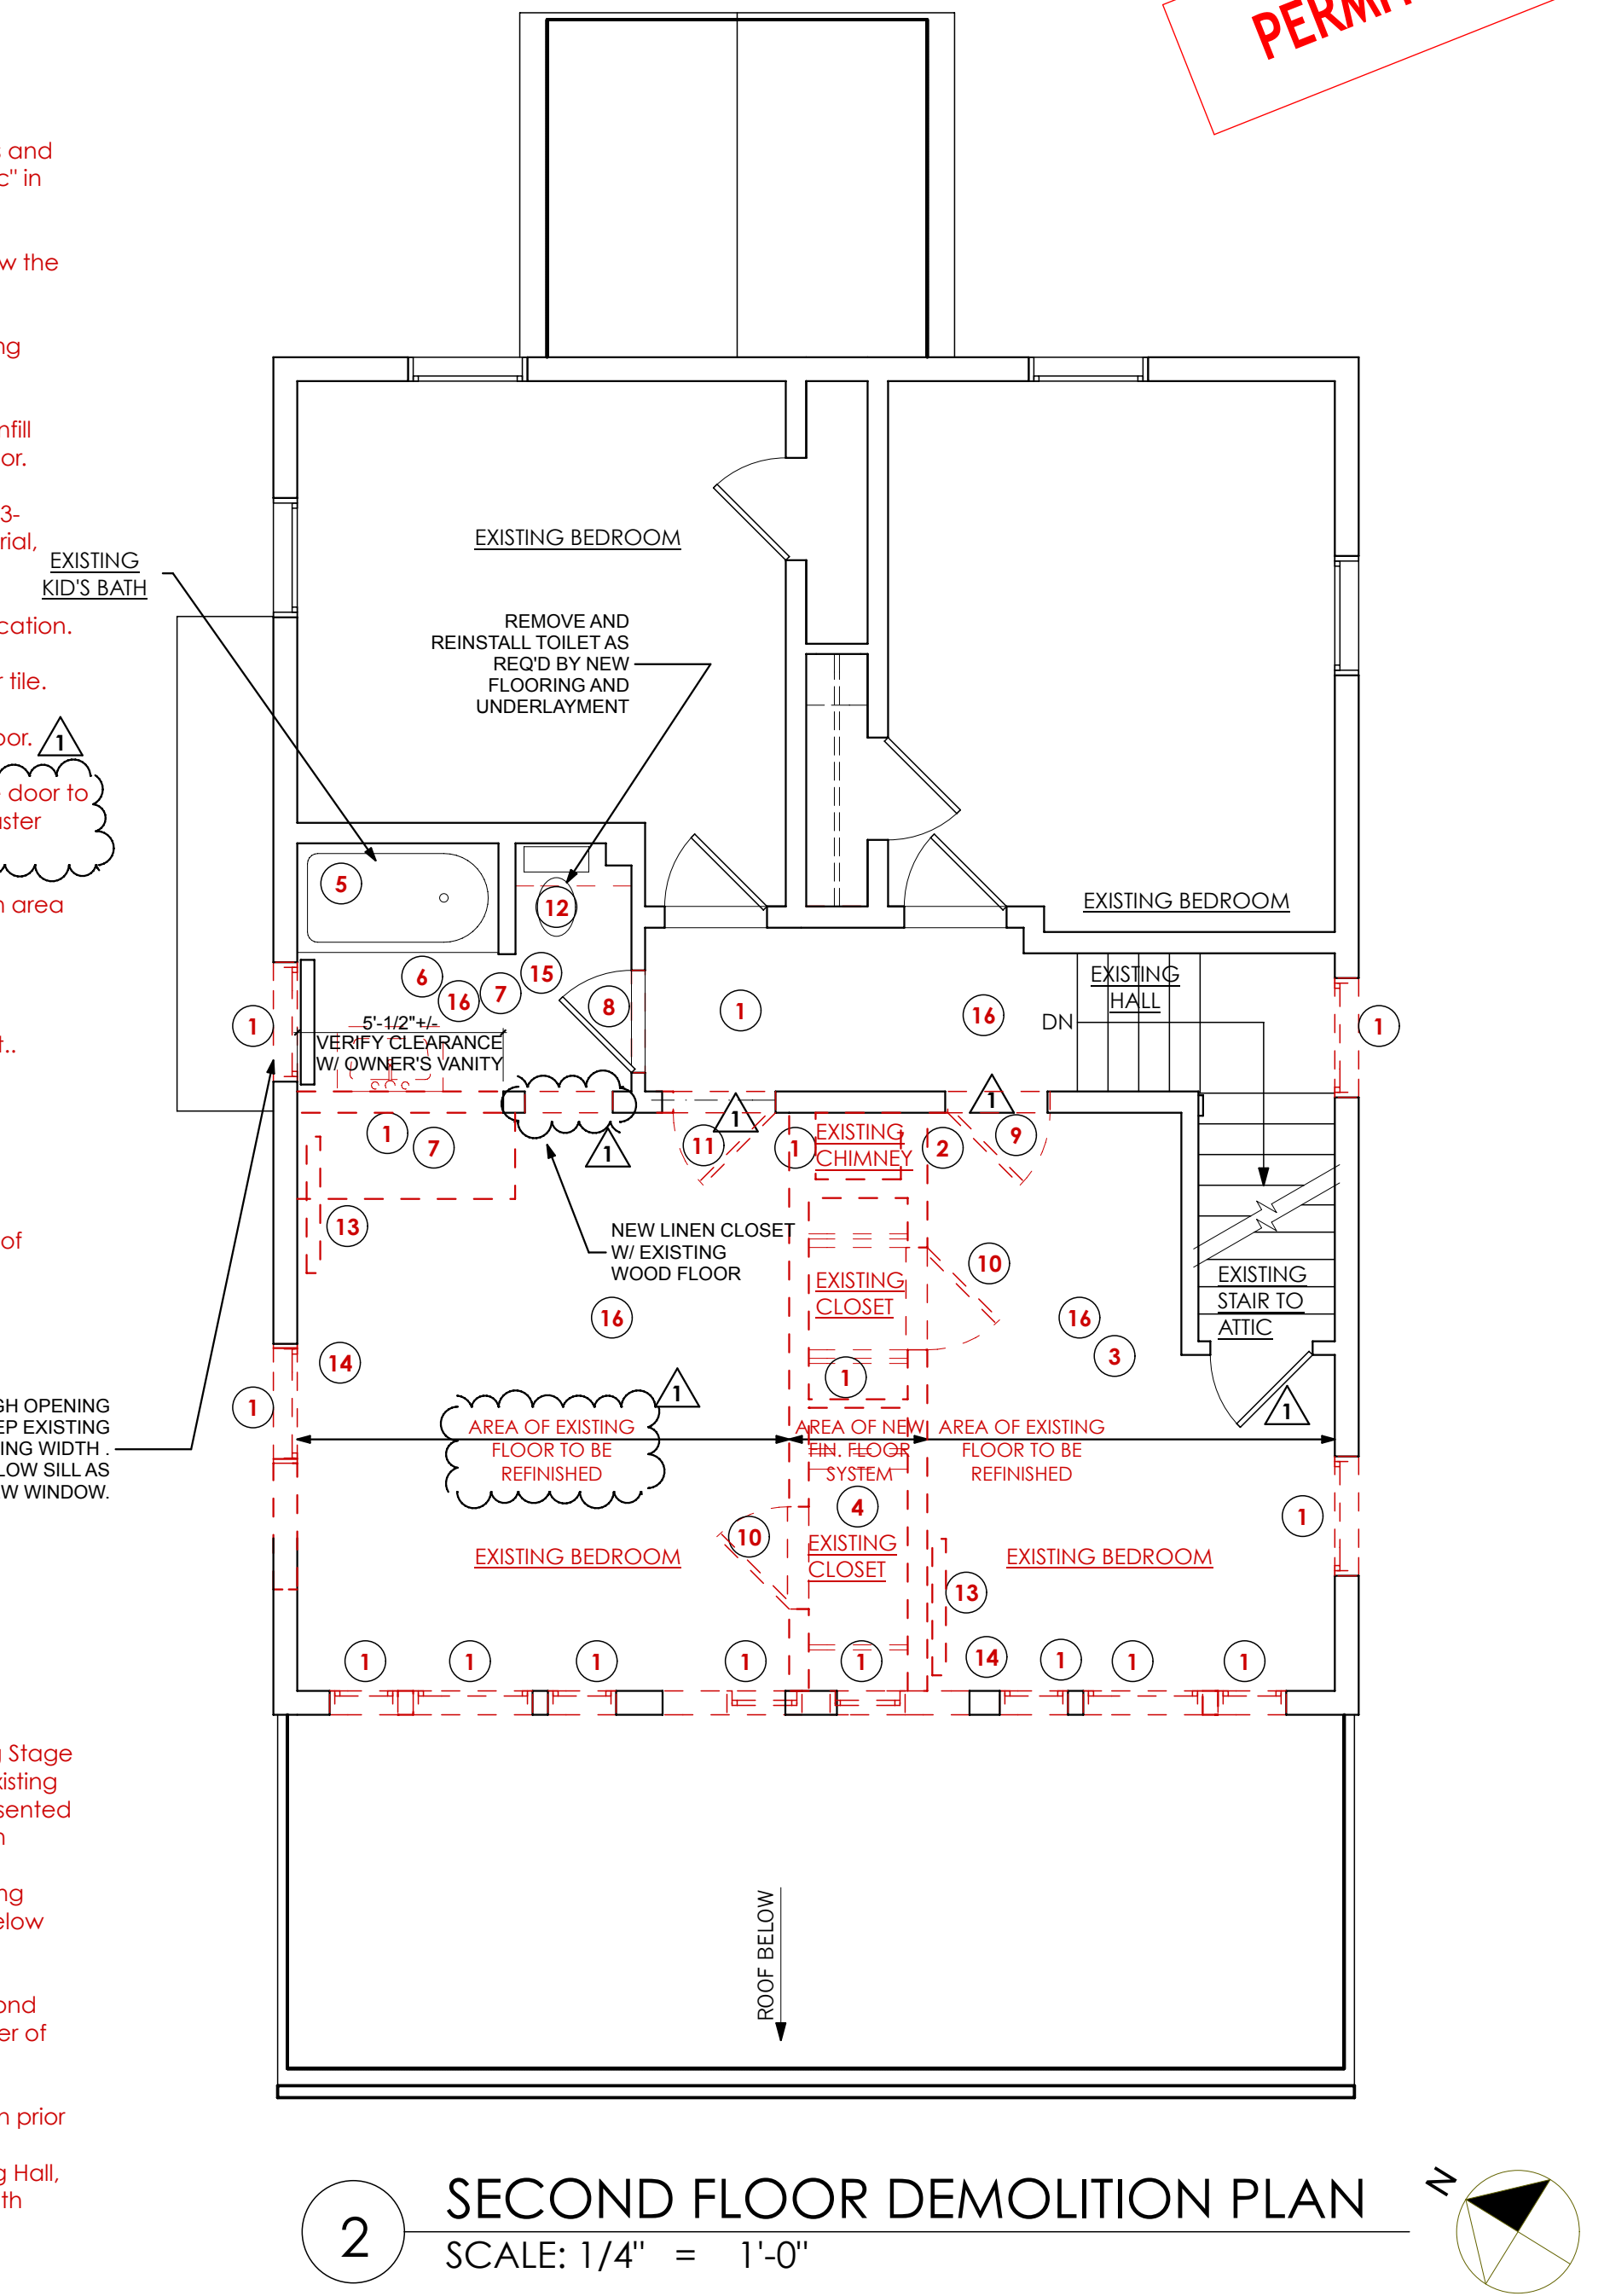 PERMIT
and
c" in
w the
ng
nfill
or.
3-
rial,
cation.
tile.
oor.
1
door to
aster
area
t..
of
GH OPENING
EP EXISTING
ING WIDTH .
LOW SILL AS
W WINDOW.
Stage
xisting
sented
n
ng
elow
ond
er of
n prior
g Hall,
th
EXISTING
KID'S BATH
EXISTING BEDROOM
REMOVE AND
REINSTALL TOILET AS
REQ'D BY NEW
FLOORING AND
UNDERLAYMENT
EXISTING BEDROOM
5
12
6
16
7
15
8
1
1
16
EXISTING
HALL
DN
1
5'-1/2"+/-
VERIFY CLEARANCE
W/ OWNER'S VANITY
1
7
1
11
1
1
EXISTING
CHIMNEY
2
1
9
13
NEW LINEN CLOSET
W/ EXISTING
WOOD FLOOR
EXISTING
CLOSET
10
EXISTING
STAIR TO
ATTIC
16
16
3
14
1
1
1
1
AREA OF EXISTING
FLOOR TO BE
REFINISHED
AREA OF NEW
FIN. FLOOR
SYSTEM
AREA OF EXISTING
FLOOR TO BE
REFINISHED
4
1
10
EXISTING BEDROOM
EXISTING
CLOSET
EXISTING BEDROOM
13
1
1
1
1
1
14
1
1
1
ROOF BELOW
2
SECOND FLOOR DEMOLITION PLAN
SCALE: 1/4" = 1'-0"
N